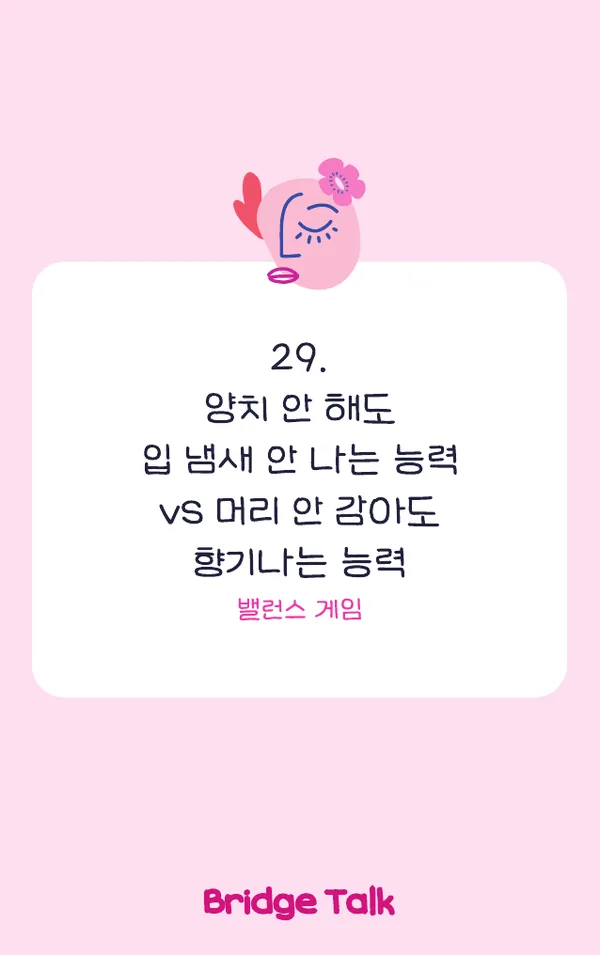 29.
양치 안 해도
입 냄새 안 나는 능력
vs 머리 안 감아도
향기나는 능력
밸런스 게임
Bridge Talk